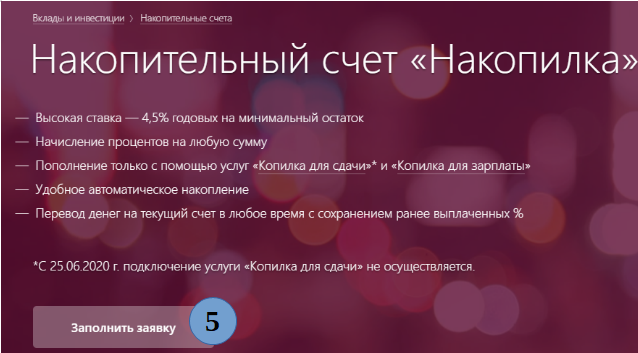 Вклады и инвестиции 〉 Накопительные счета
Накопительный счет «Накопилка»
— Высокая ставка — 4,5% годовых на минимальный остаток
— Начисление процентов на любую сумму
— Пополнение только с помощью услуг «Копилка для сдачи»* и «Копилка для зарплаты»
— Удобное автоматическое накопление
— Перевод денег на текущий счет в любое время с сохранением ранее выплаченных %
*С 25.06.2020 г. подключение услуги «Копилка для сдачи» не осуществляется.
Заполнить заявку 5